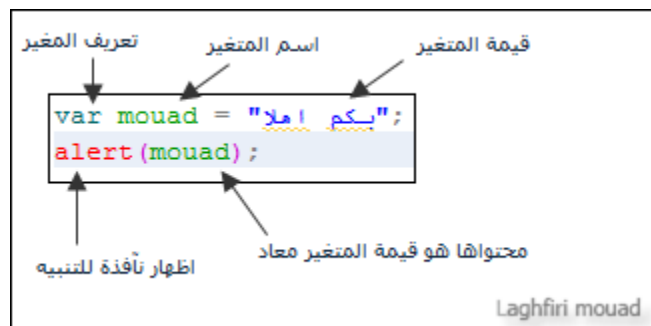 قيمة المتغير اسم المتغير تعريف المغير
var mouad = "بكم اهلا";
alert(mouad);
محتواها هو قيمة المتغير معاد
اظهار نآفذة للتنبيه
Laghfiri mouad